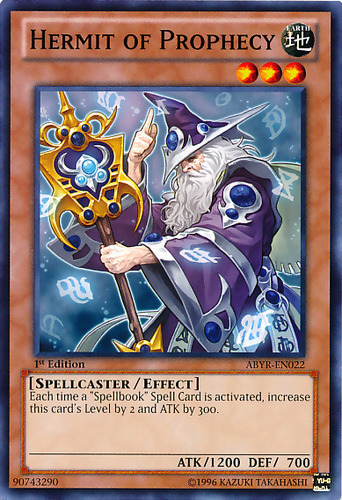 HERMIT OF PROPHECY
EARTH
地
1st Edition
ABYR-EN022
[SPELLCASTER / EFFECT]
Each time a "Spellbook" Spell Card is activated, increase
this card's Level by 2 and ATK by 300.
ATK/1200 DEF/ 700
90743290
©1996 KAZUKI TAKAHASHI